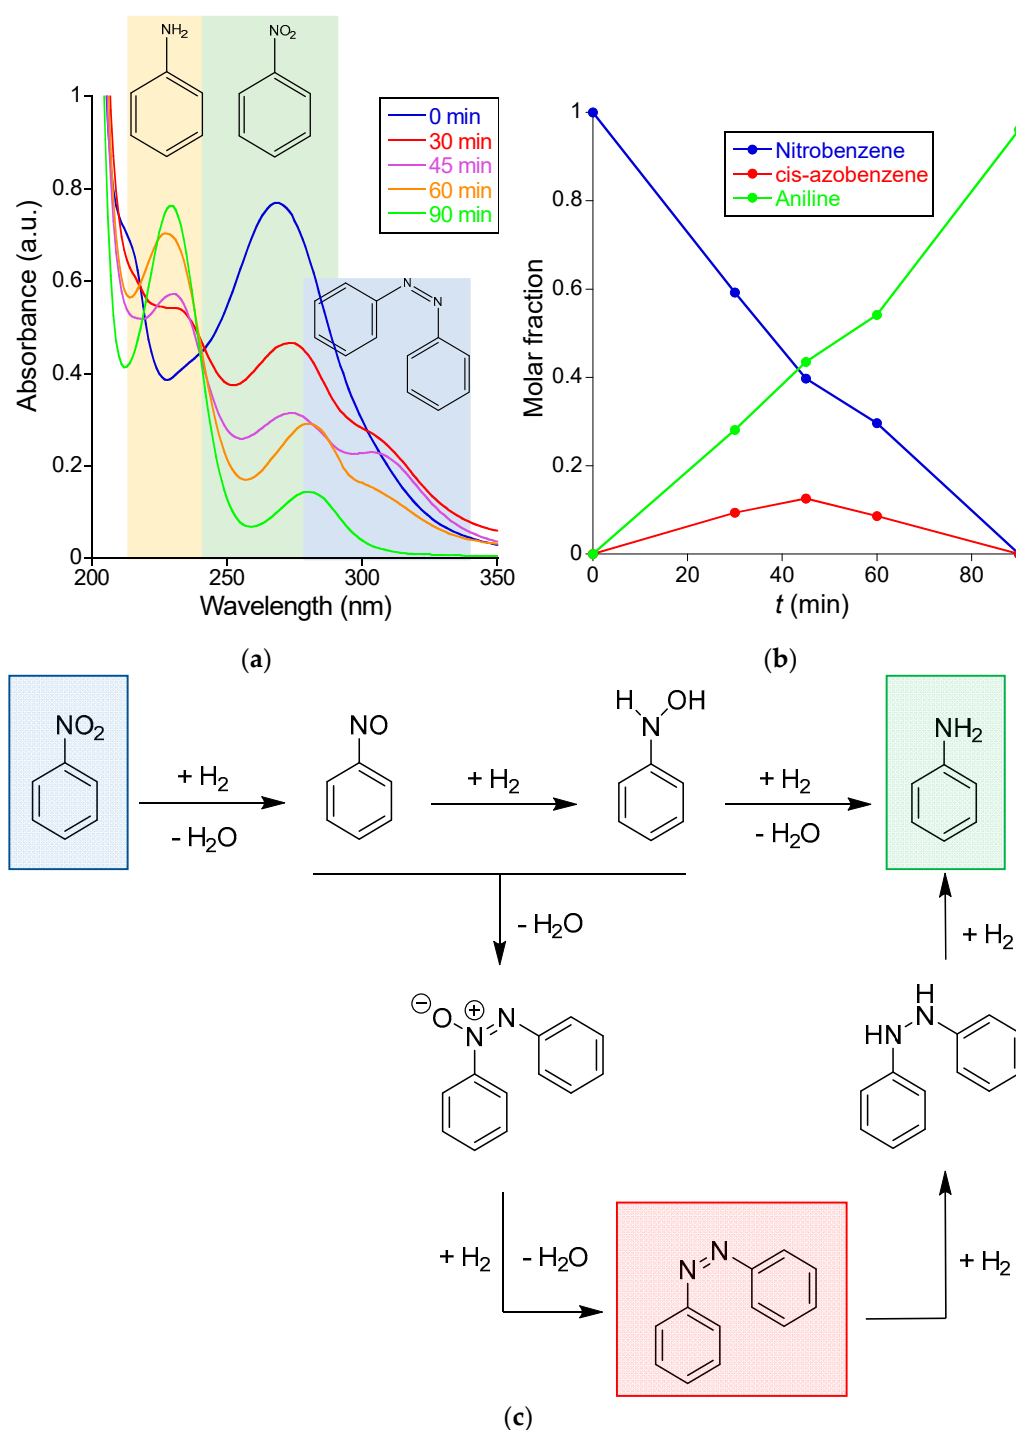 NH2
NO2
1
0.8
0.6
0.4
0.2
0
200
250
300
350
Absorbance (a.u.)
Wavelength (nm)
0 min
30 min
45 min
60 min
90 min
N
N
(a)
1
0.8
0.6
0.4
0.2
0
0
20
40
60
80
Molar fraction
t (min)
Nitrobenzene
cis-azobenzene
Aniline
(b)
NO2
+ H2
- H2O
NO
+ H2
H
OH
N
+ H2
- H2O
NH2
- H2O
+ H2
⊖
O
⊕
N
N
H
HN
N
+ H2
- H2O
N
N
+ H2
(c)